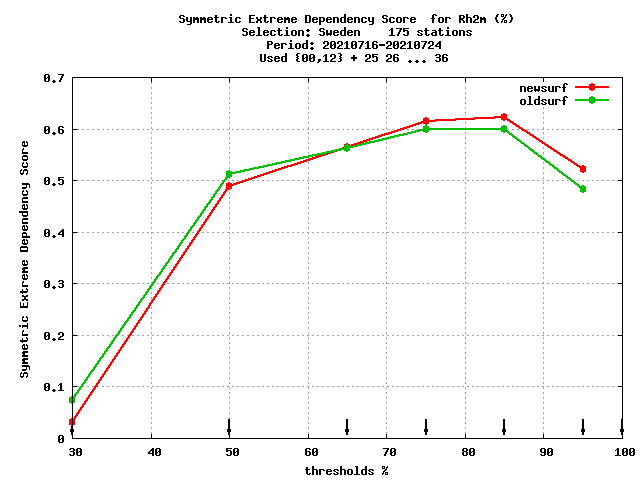 Symmetric Extreme Dependency Score  for Rh2m (%)
Selection: Sweden    175 stations
Period: 20210716-20210724
Used {00,12} + 25 26 ... 36
newsurf
oldsurf
Symmetric Extreme Dependency Score
0.7
0.6
0.5
0.4
0.3
0.2
0.1
0
30 40 50 60 70 80 90 100
thresholds %